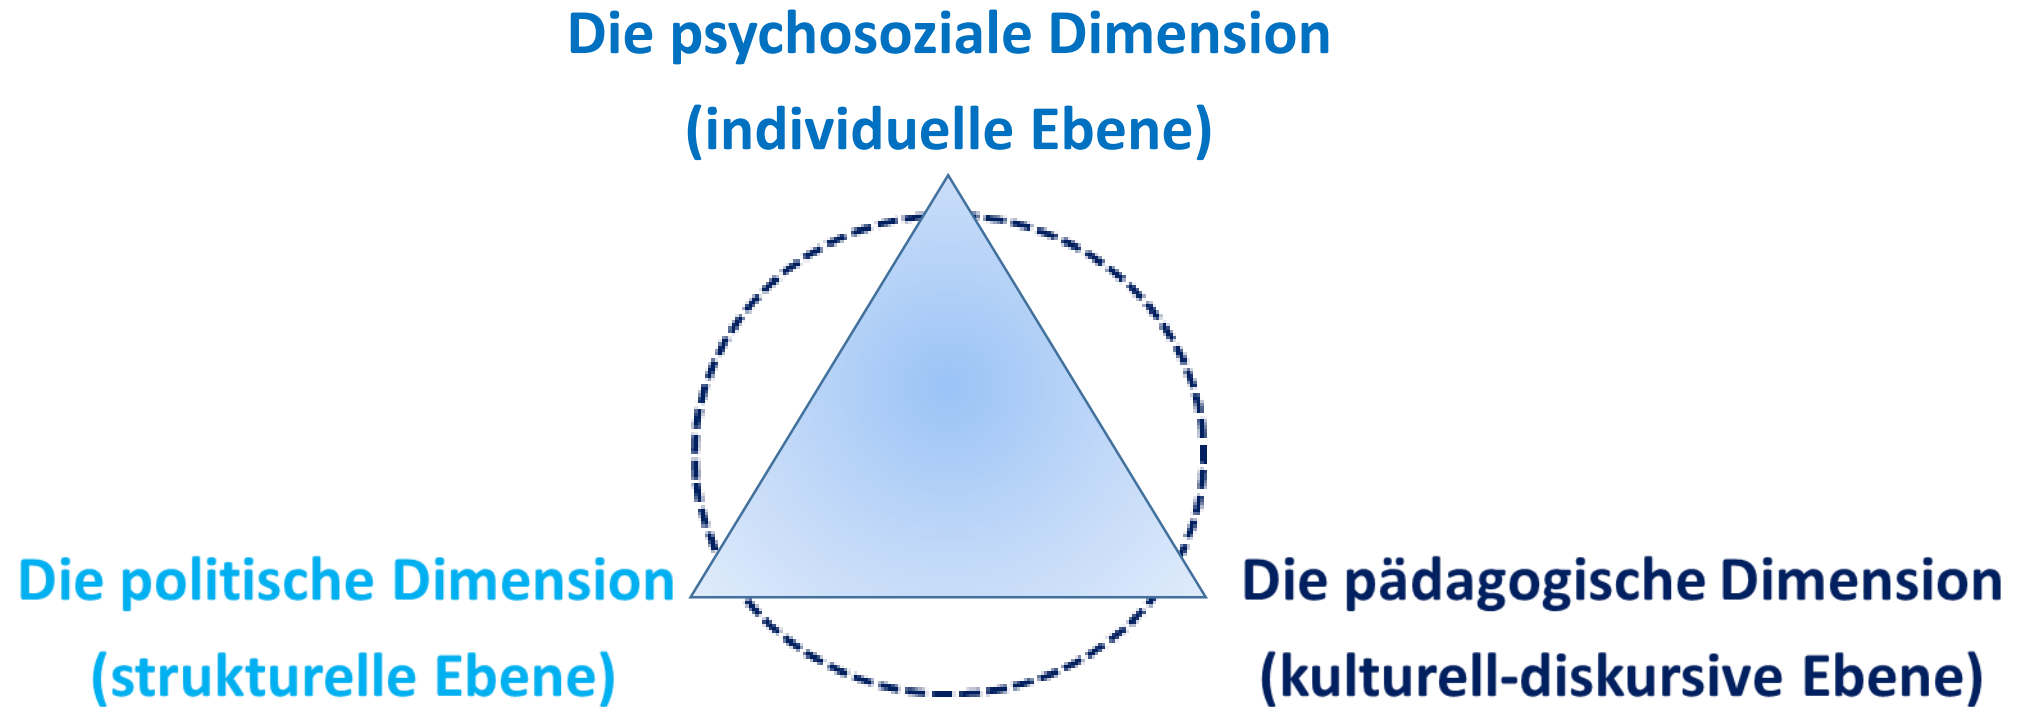 Die psychosoziale Dimension
(individuelle Ebene)
Die politische Dimension
(strukturelle Ebene)
Die pädagogische Dimension
(kulturell-diskursive Ebene)